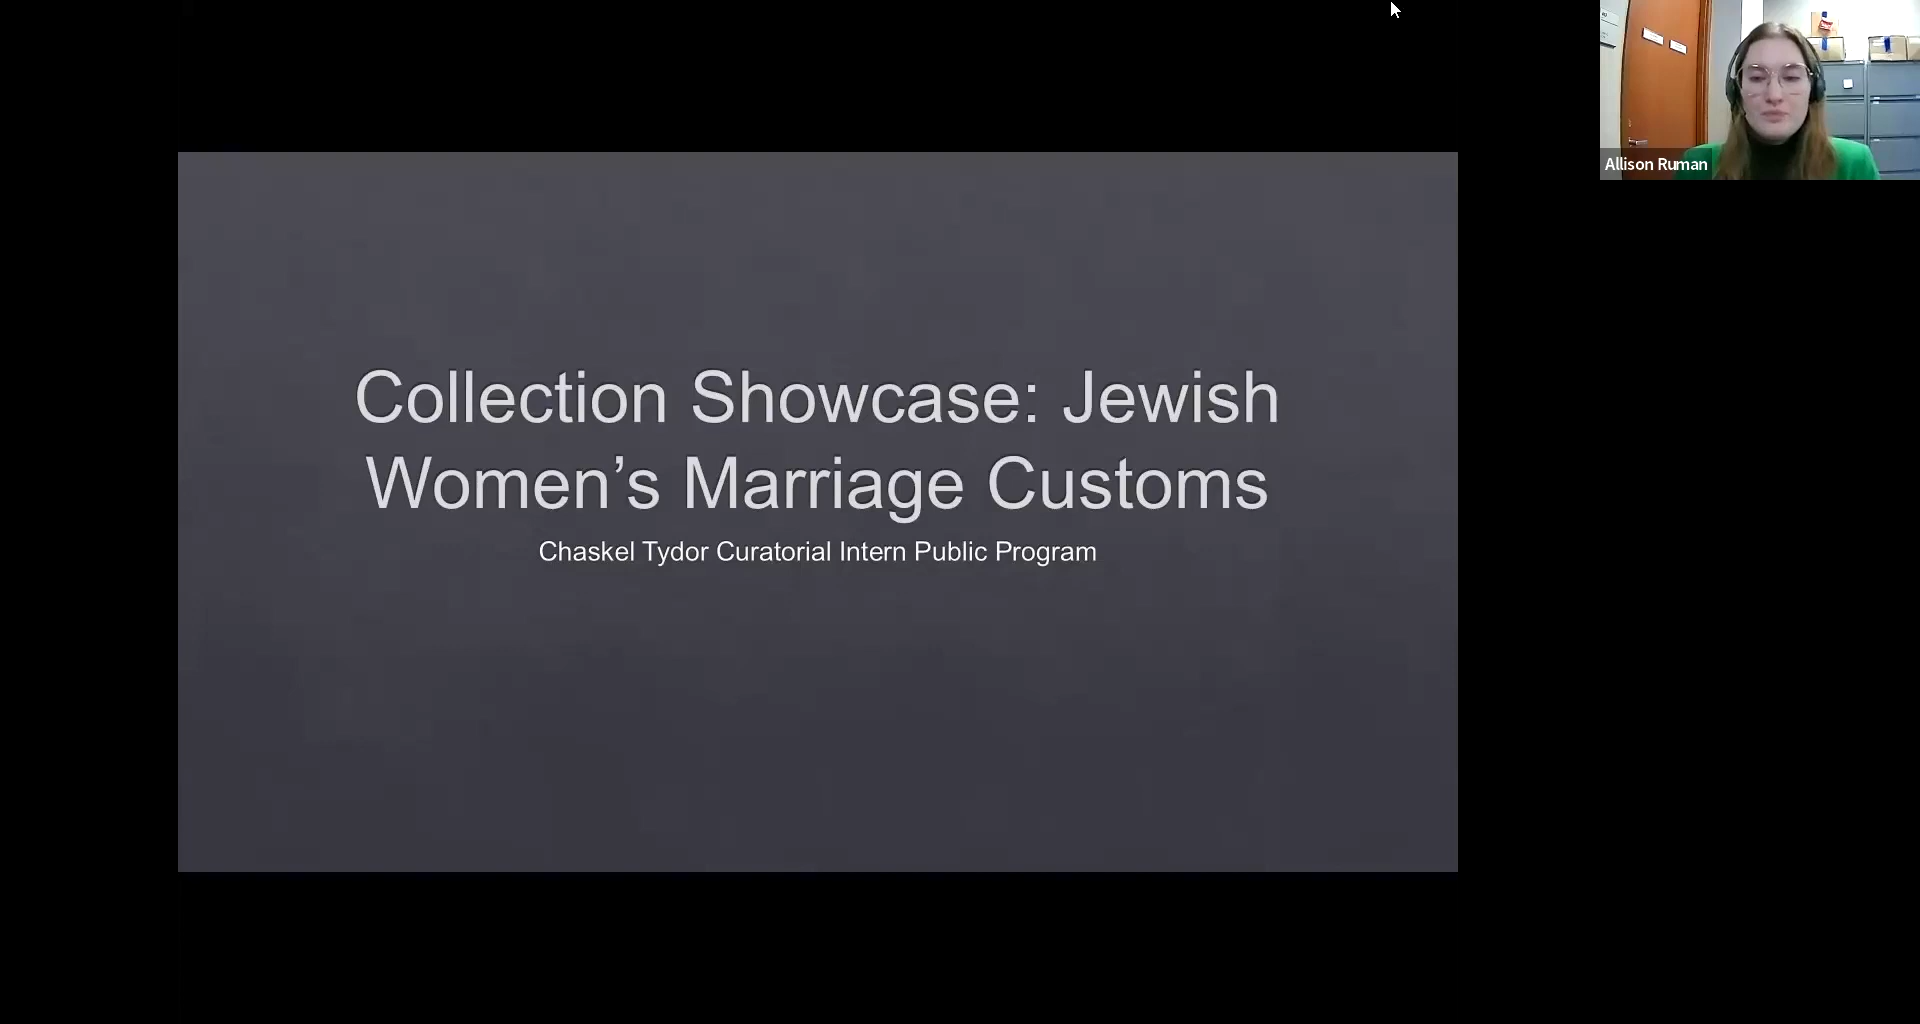 Collection Showcase: Jewish
Women’s Marriage Customs
Chaskel Tydor Curatorial Intern Public Program
Allison Ruman